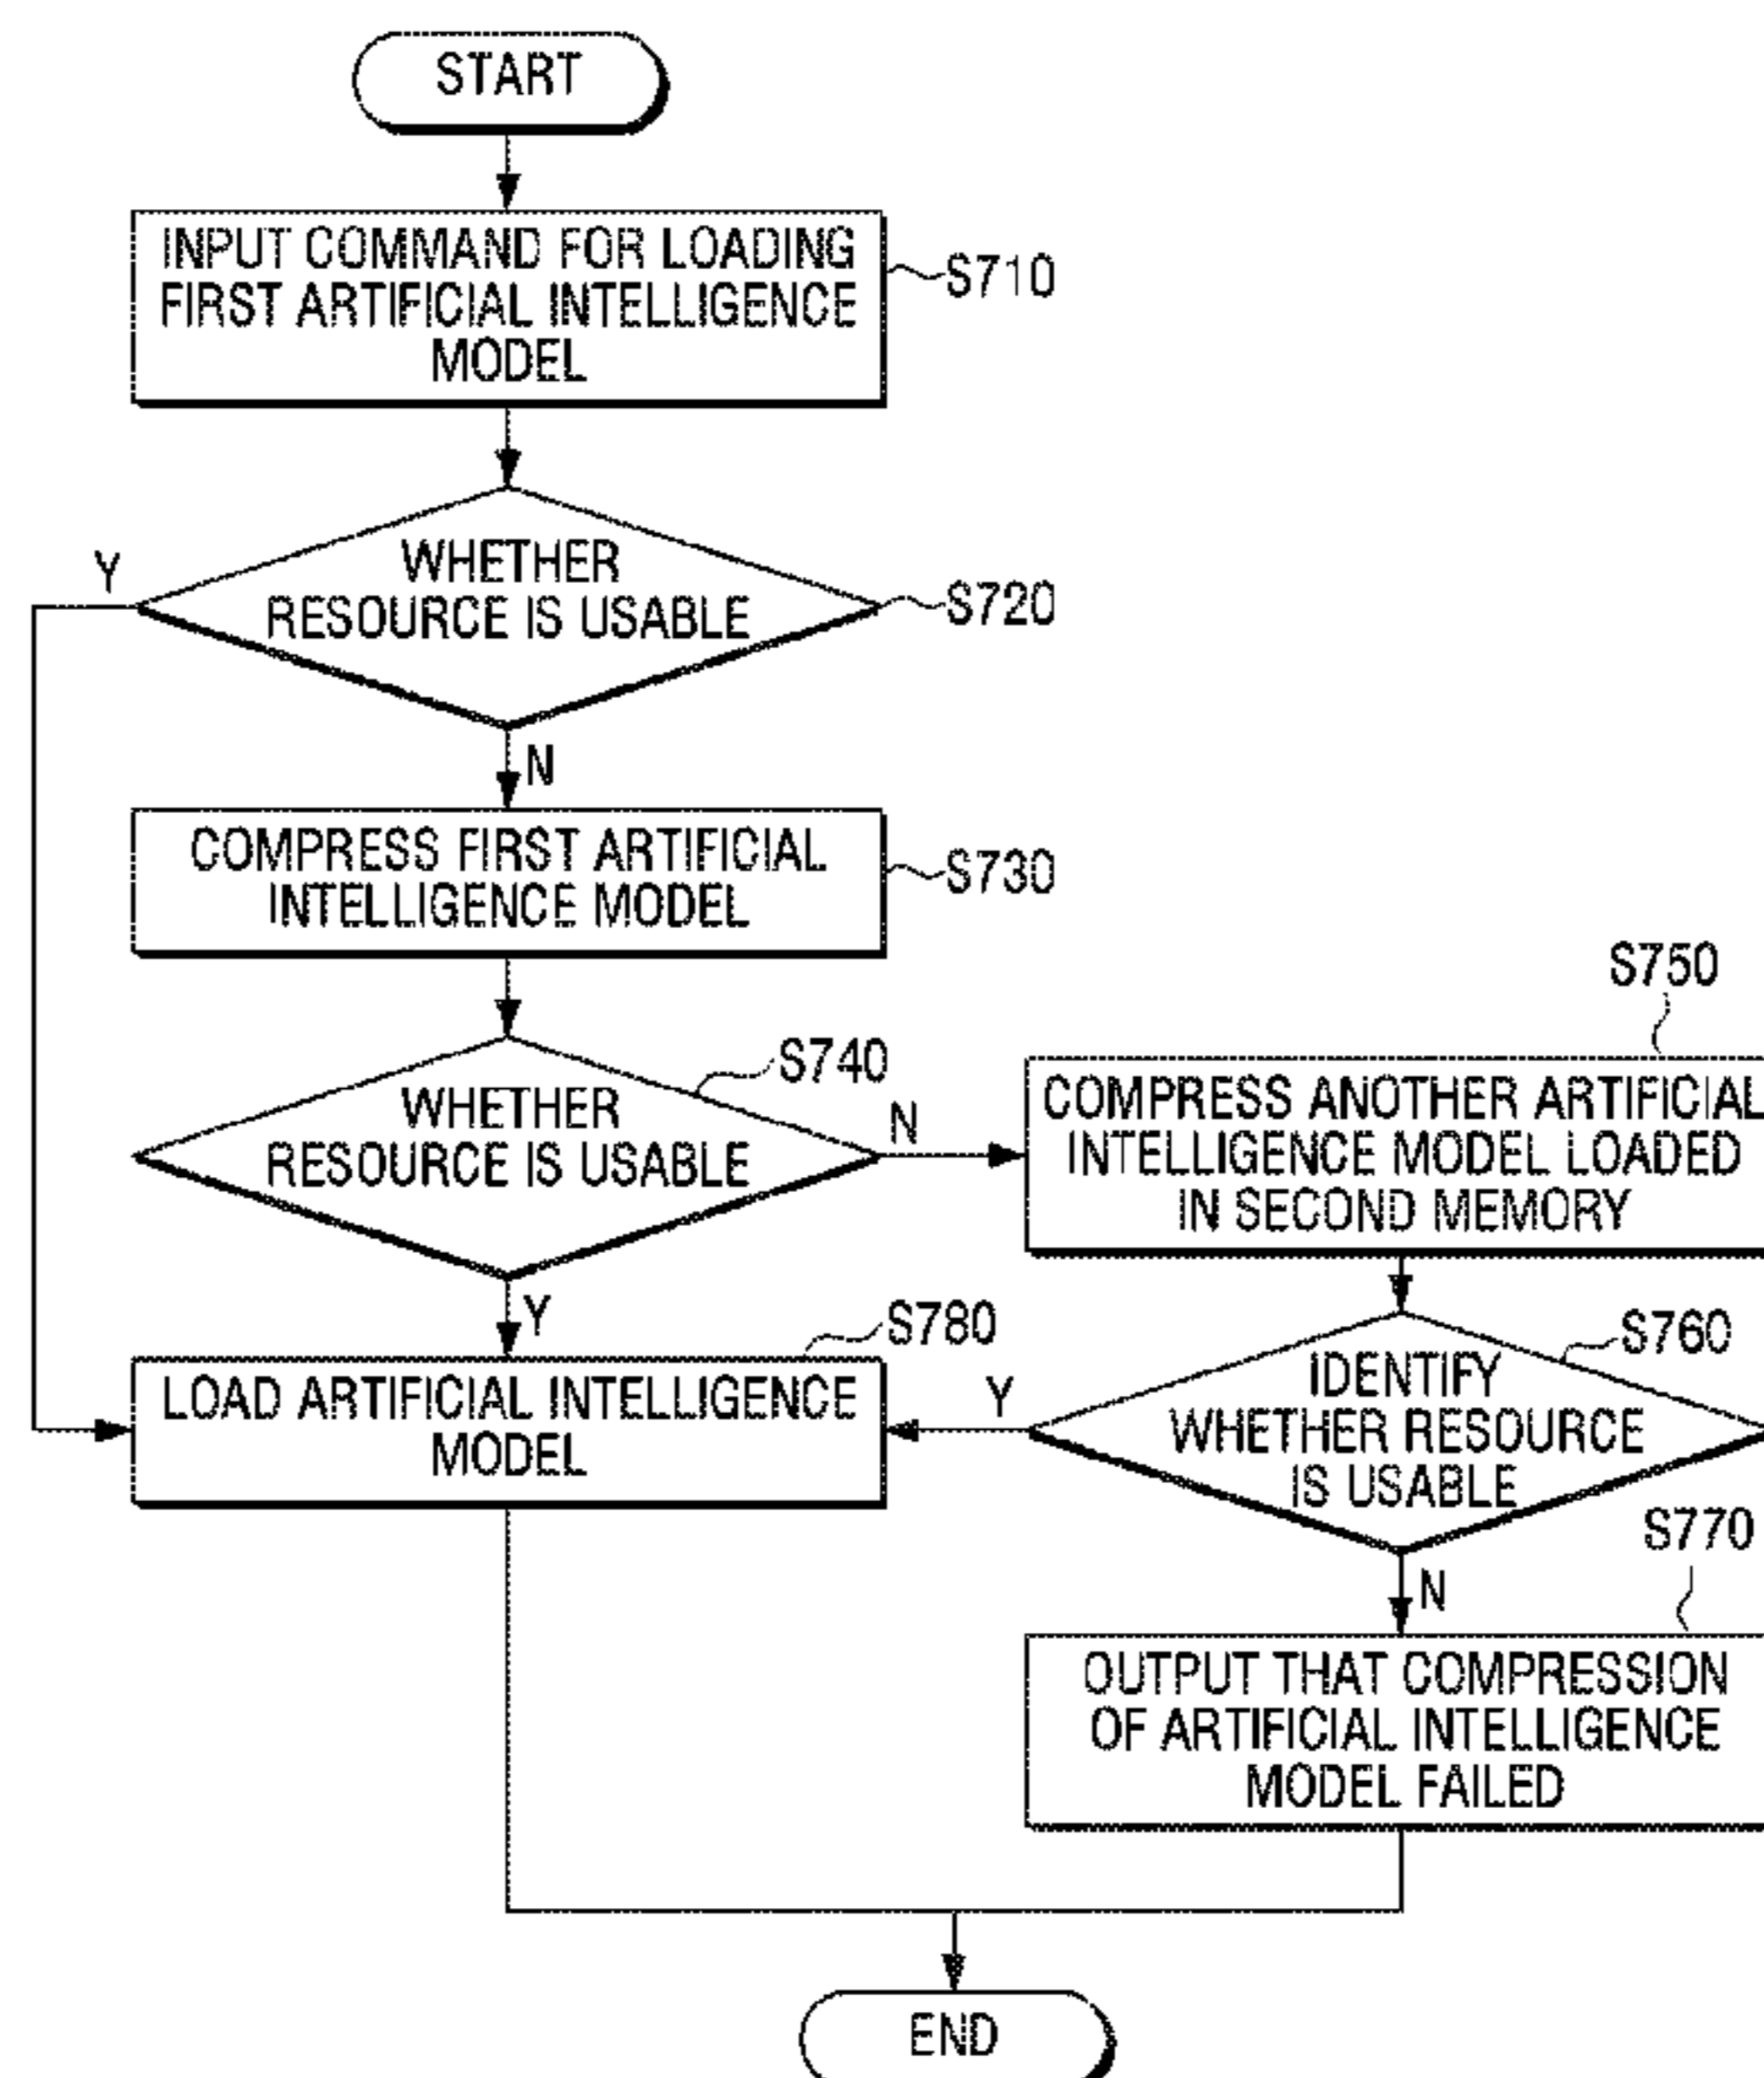 START
INPUT COMMAND FOR LOADING
FIRST ARTIFICIAL INTELLIGENCE
MODEL
S710
Y
WHETHER
RESOURCE IS USABLE
S720
N
COMPRESS FIRST ARTIFICIAL
INTELLIGENCE MODEL
S730
WHETHER
RESOURCE IS USABLE
S740
N
S750
COMPRESS ANOTHER ARTIFICIAL
INTELLIGENCE MODEL LOADED
IN SECOND MEMORY
Y
S780
LOAD ARTIFICIAL INTELLIGENCE
MODEL
Y
S760
IDENTIFY
WHETHER RESOURCE
IS USABLE
N
S770
OUTPUT THAT COMPRESSION
OF ARTIFICIAL INTELLIGENCE
MODEL FAILED
END